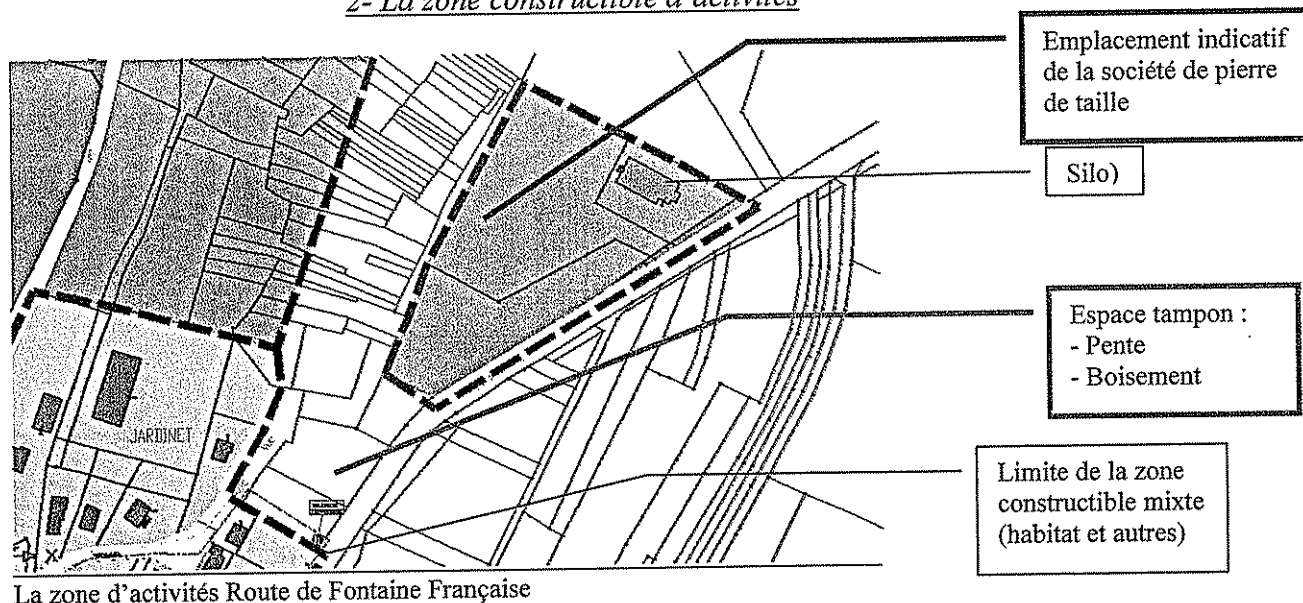 2- La zone constructible d'activités
Emplacement indicatif
de la société de pierre
de taille
Silo)
Espace tampon :
- Pente
- Boisement
JARDINET
Limite de la zone
constructible mixte
(habitat et autres)
La zone d'activités Route de Fontaine Française